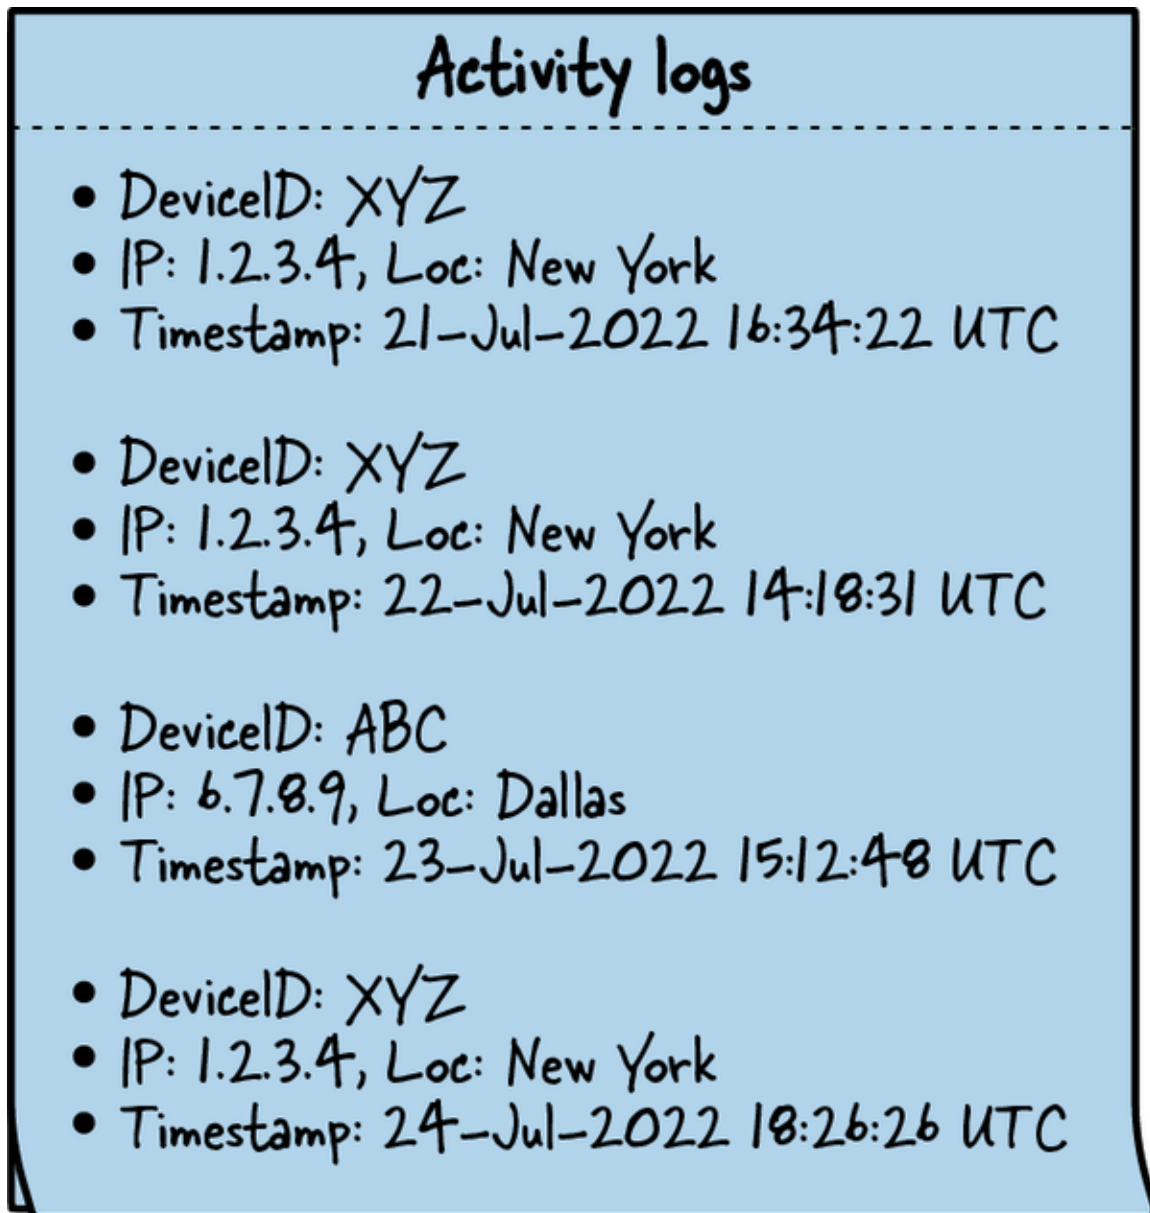 Activity logs
• DeviceID: XYZ
• IP: 1.2.3.4, Loc: New York
• Timestamp: 21-Jul-2022 16:34:22 UTC
• DeviceID: XYZ
• IP: 1.2.3.4, Loc: New York
• Timestamp: 22-Jul-2022 14:18:31 UTC
• DeviceID: ABC
• IP: 6.7.8.9, Loc: Dallas
• Timestamp: 23-Jul-2022 15:12:48 UTC
• DeviceID: XYZ
• IP: 1.2.3.4, Loc: New York
• Timestamp: 24-Jul-2022 18:26:26 UTC